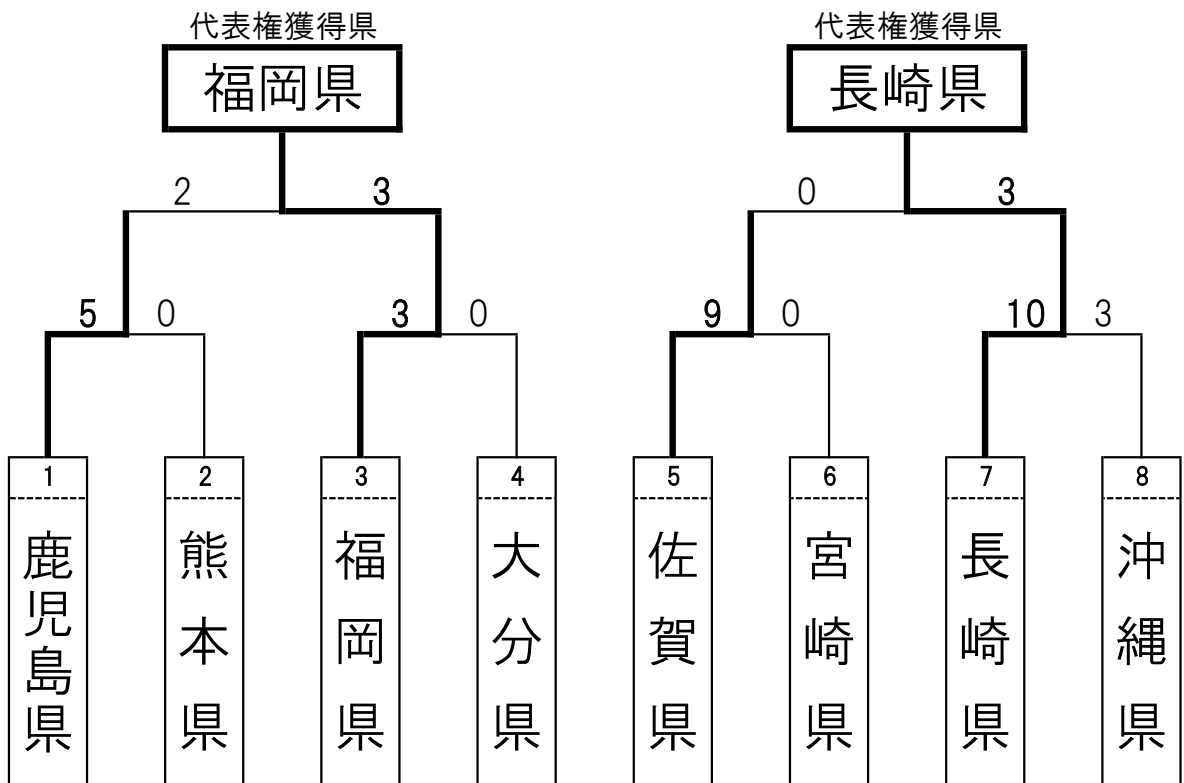 代表権獲得県 代表権獲得県
福岡県 長崎県
2 3 0 3
5 0 3 0 9 0 10 3
1 2 3 4 5 6 7 8
鹿児島県
熊本県
福岡県
大分県
佐賀県
宮崎県
長崎県
沖縄県